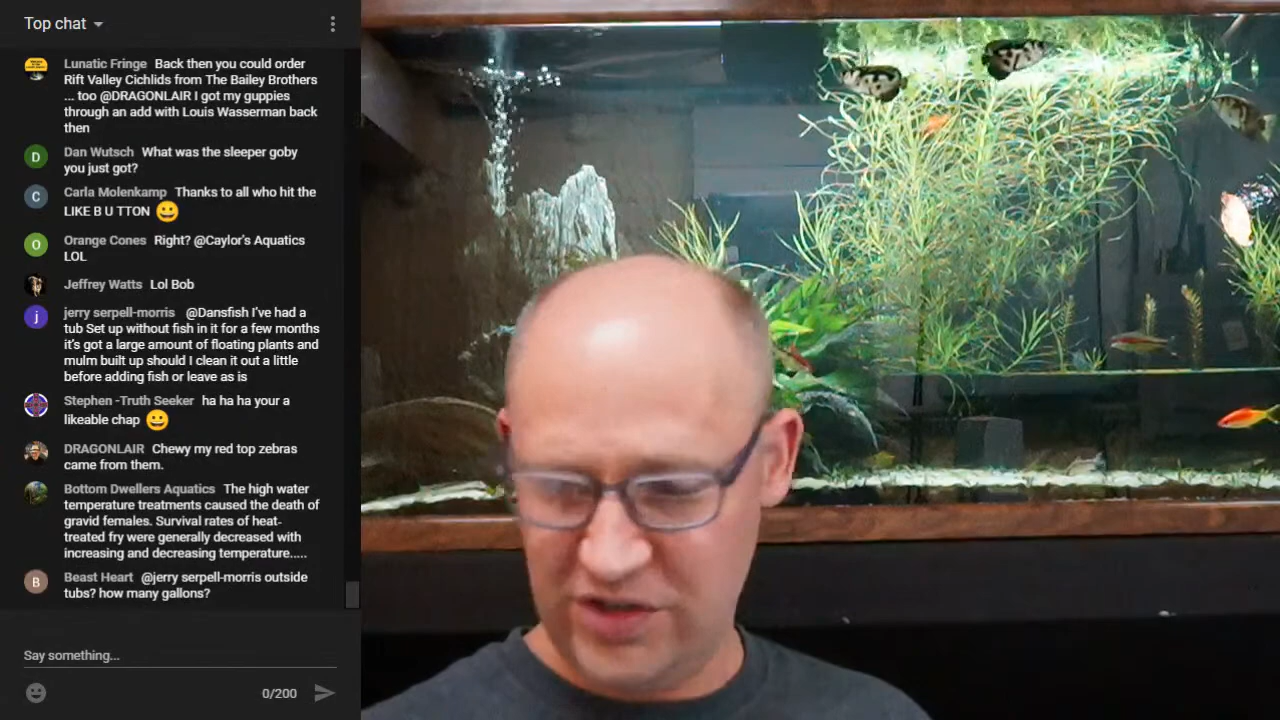 Top chat
Lunatic Fringe Back then you could order
Rift Valley Cichlids from The Bailey Brothers
... too @DRAGONLAIR I got my guppies
through an add with Louis Wasserman back
then
Dan Wutsch What was the sleeper goby
you just got?
Carla Molenkamp Thanks to all who hit the
LIKE B U TTON 😀
Orange Cones Right? @Caylor's Aquatics
LOL
Jeffrey Watts Lol Bob
jerry serpell-morris @Dansfish I've had a
tub Set up without fish in it for a few months
it's got a large amount of floating plants and
mulm built up should I clean it out a little
before adding fish or leave as is
Stephen -Truth Seeker ha ha ha your a
likeable chap 😀
DRAGONLAIR Chewy my red top zebras
came from them.
Bottom Dwellers Aquatics The high water
temperature treatments caused the death of
gravid females. Survival rates of heat-
treated fry were generally decreased with
increasing and decreasing temperature.....
Beast Heart @jerry serpell-morris outside
tubs? how many gallons?
Say something...
0/200